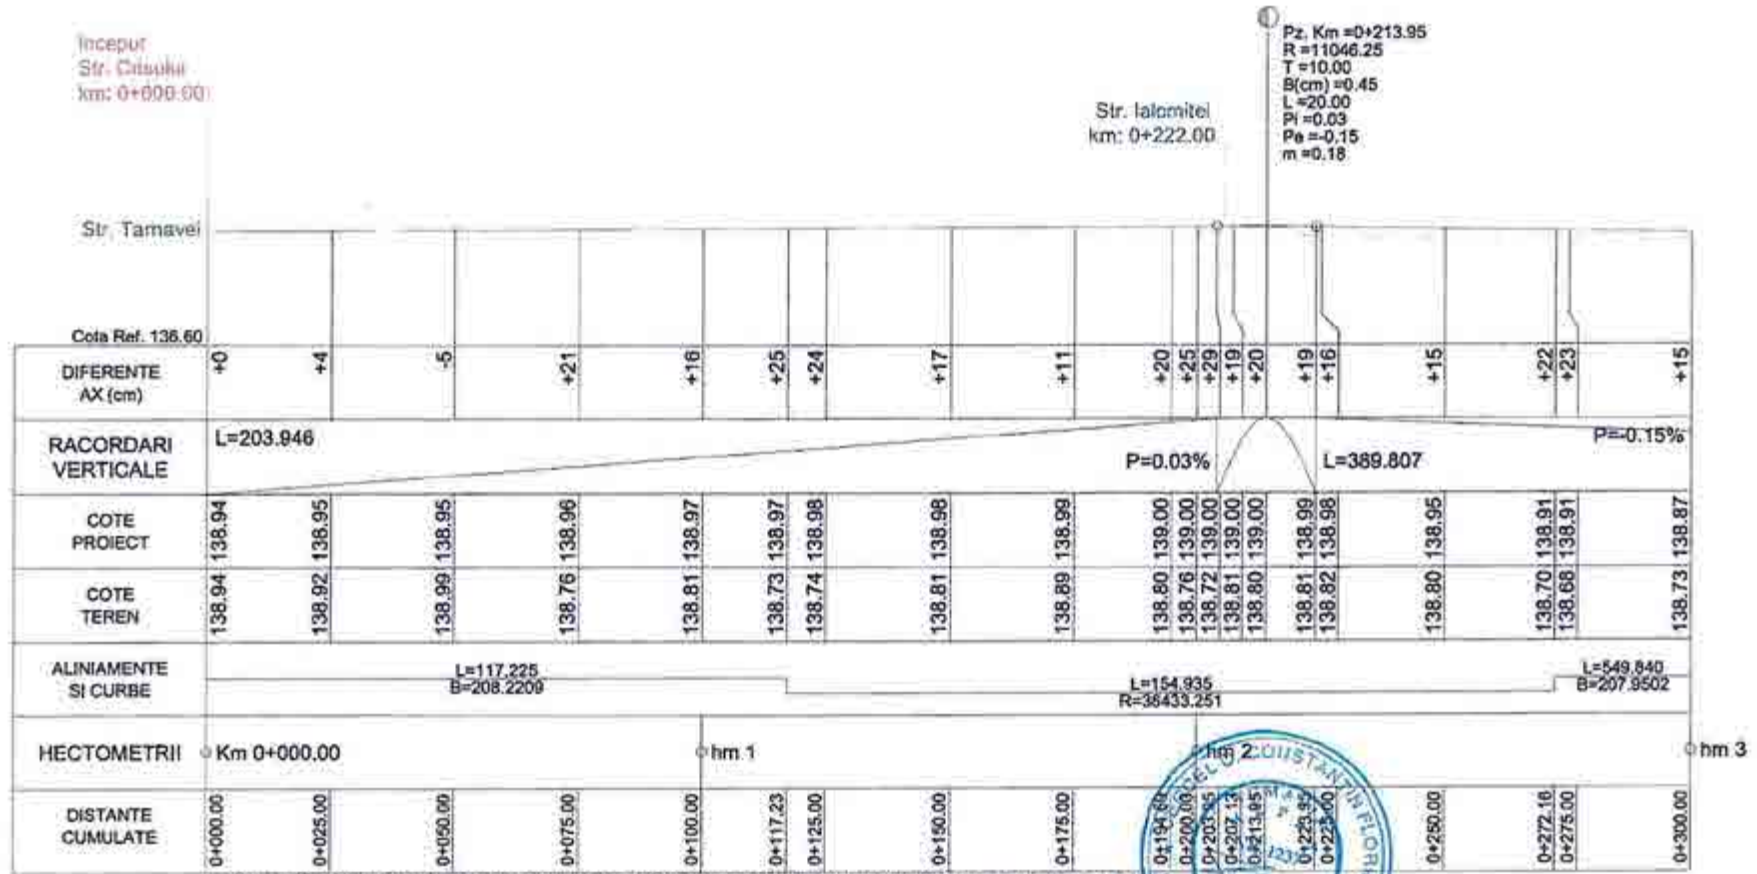 Inceput
Str. Crisului
km: 0+000.00
Pz. Km =0+213.95
R =11046.25
T =10.00
B(cm) =0.45
L =20.00
Pi =0.03
Pe =-0.15
m =0.18
Str. Ialomitei
km: 0+222.00
Str. Tarnavei
Cota Ref. 136.60
DIFERENTE
AX (cm)
+0 +4 -5 +21 +16 +25 +24 +17 +11 +20 +25 +29 +19 +20 +19 +16 +15 +22 +23 +15
RACORDARI
VERTICALE
L=203.946
P=0.03%
L=389.807
P=-0.15%
COTE
PROIECT
138.94 138.95 138.95 138.96 138.97 138.97 138.98 138.98 138.99 139.00 139.00 139.00 139.00 139.00 138.99 138.98 138.95 138.91 138.91 138.87
COTE
TEREN
138.94 138.92 138.99 138.76 138.81 138.73 138.74 138.81 138.89 138.80 138.76 138.72 138.81 138.80 138.81 138.82 138.80 138.70 138.68 138.73
ALINIAMENTE
SI CURBE
L=117.225
B=208.2209
L=154.935
R=38433.251
L=549.840
B=207.9502
HECTOMETRII
Km 0+000.00
hm 1
hm 2
hm 3
DISTANTE
CUMULATE
0+000.00 0+025.00 0+050.00 0+075.00 0+100.00 0+117.23 0+125.00 0+150.00 0+175.00 0+200.00 0+213.95 0+225.00 0+250.00 0+272.16 0+275.00 0+300.00
CONSTANTIN